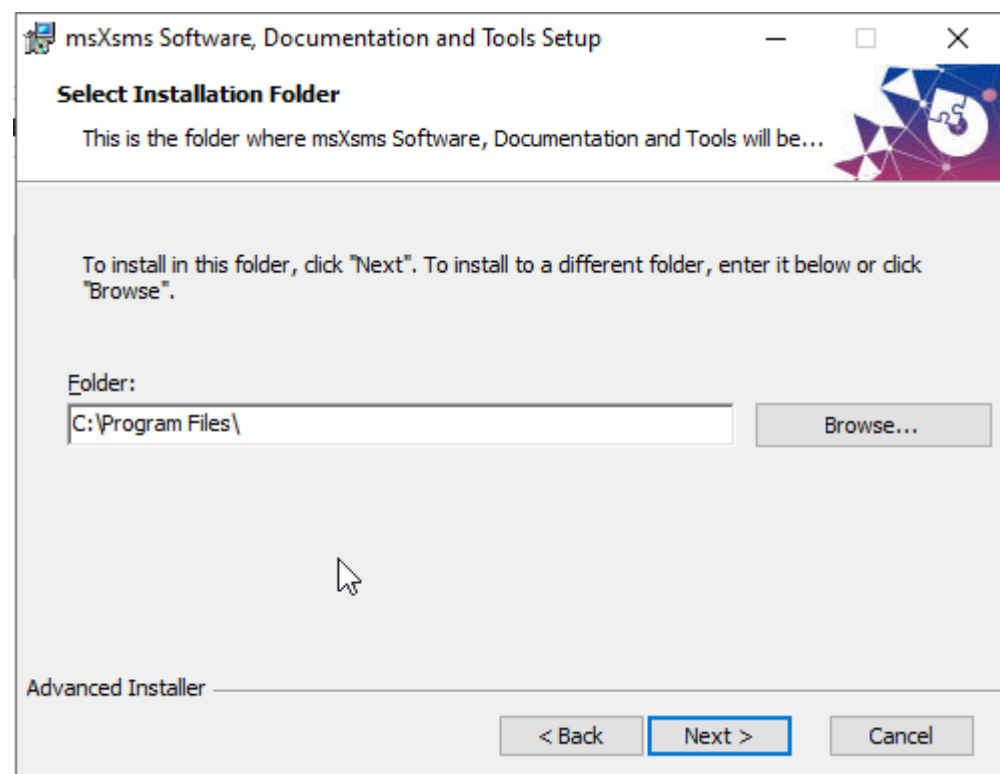 msXsms Software, Documentation and Tools Setup
Select Installation Folder
This is the folder where msXsms Software, Documentation and Tools will be...
To install in this folder, click "Next". To install to a different folder, enter it below or click
"Browse".
Folder:
C:\Program Files\
Browse...
Advanced Installer
< Back
Next >
Cancel